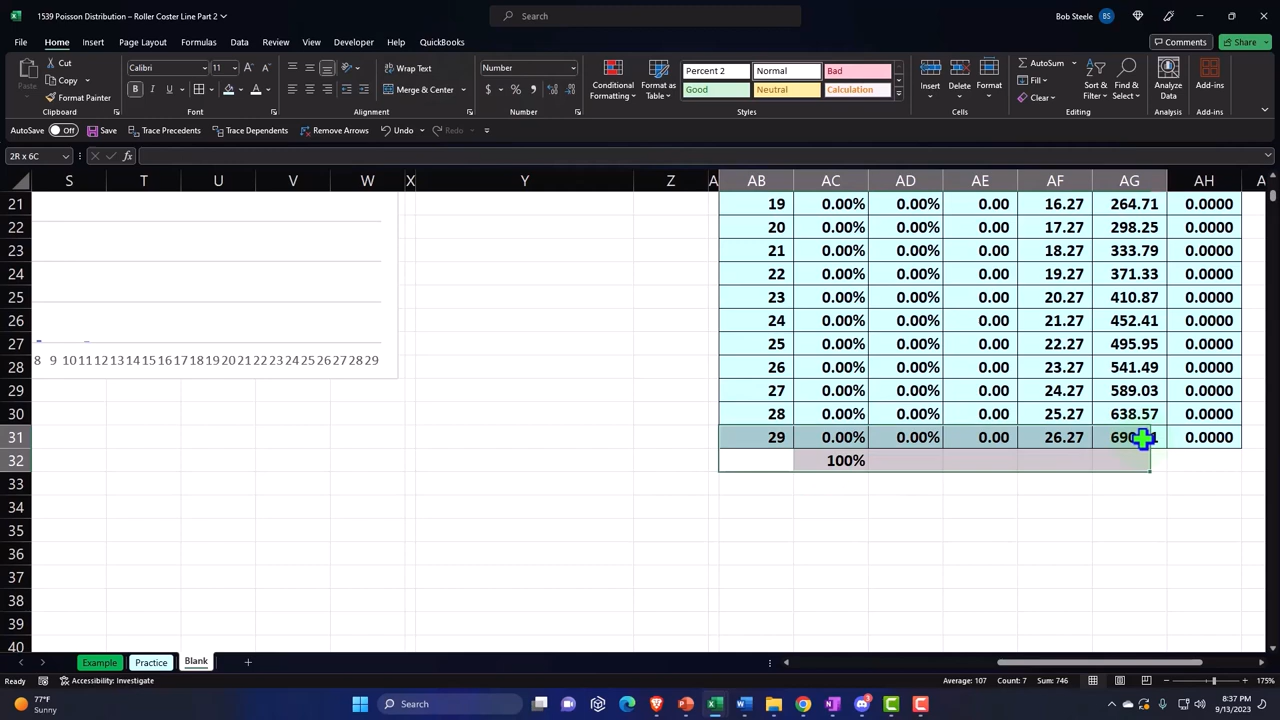 1539 Poisson Distribution – Roller Coster Line Part 2
Search
Bob Steele
BS
File Home Insert Page Layout Formulas Data Review View Developer Help QuickBooks
Comments
Share
Paste
Cut
Copy
Format Painter
Clipboard
Calibri
11
Font
Wrap Text
Merge & Center
Alignment
Number
Number
Conditional Formatting
Format as Table
Percent 2
Normal
Bad
Good
Neutral
Calculation
Styles
Insert
Delete
Format
Cells
AutoSum
Fill
Clear
Sort & Filter
Find & Select
Editing
Analyze Data
Analysis
Add-ins
Add-ins
AutoSave Off Save Trace Precedents Trace Dependents Remove Arrows Undo Redo
2R x 6C
fx
S T U V W X Y Z AB AC AD AE AF AG AH
21 19 0.00% 0.00% 0.00 16.27 264.71 0.0000
22 20 0.00% 0.00% 0.00 17.27 298.25 0.0000
23 21 0.00% 0.00% 0.00 18.27 333.79 0.0000
24 22 0.00% 0.00% 0.00 19.27 371.33 0.0000
25 23 0.00% 0.00% 0.00 20.27 410.87 0.0000
26 24 0.00% 0.00% 0.00 21.27 452.41 0.0000
27 25 0.00% 0.00% 0.00 22.27 495.95 0.0000
8 9 10 11 12 13 14 15 16 17 18 19 20 21 22 23 24 25 26 27 28 29
28 26 0.00% 0.00% 0.00 23.27 541.49 0.0000
29 27 0.00% 0.00% 0.00 24.27 589.03 0.0000
30 28 0.00% 0.00% 0.00 25.27 638.57 0.0000
31 29 0.00% 0.00% 0.00 26.27 0.0000
32 100%
33
34
35
36
37
38
39
40
Example Practice Blank
Ready
Accessibility: Investigate
Average: 107 Count: 7 Sum: 746
175%
77°F
Sunny
Search
8:37 PM
9/13/2023